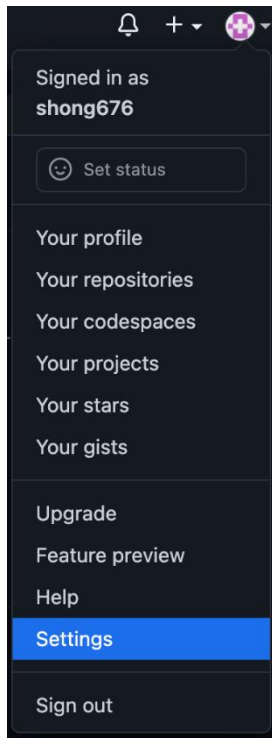 Signed in as
shong676
Set status
Your profile
Your repositories
Your codespaces
Your projects
Your stars
Your gists
Upgrade
Feature preview
Help
Settings
Sign out